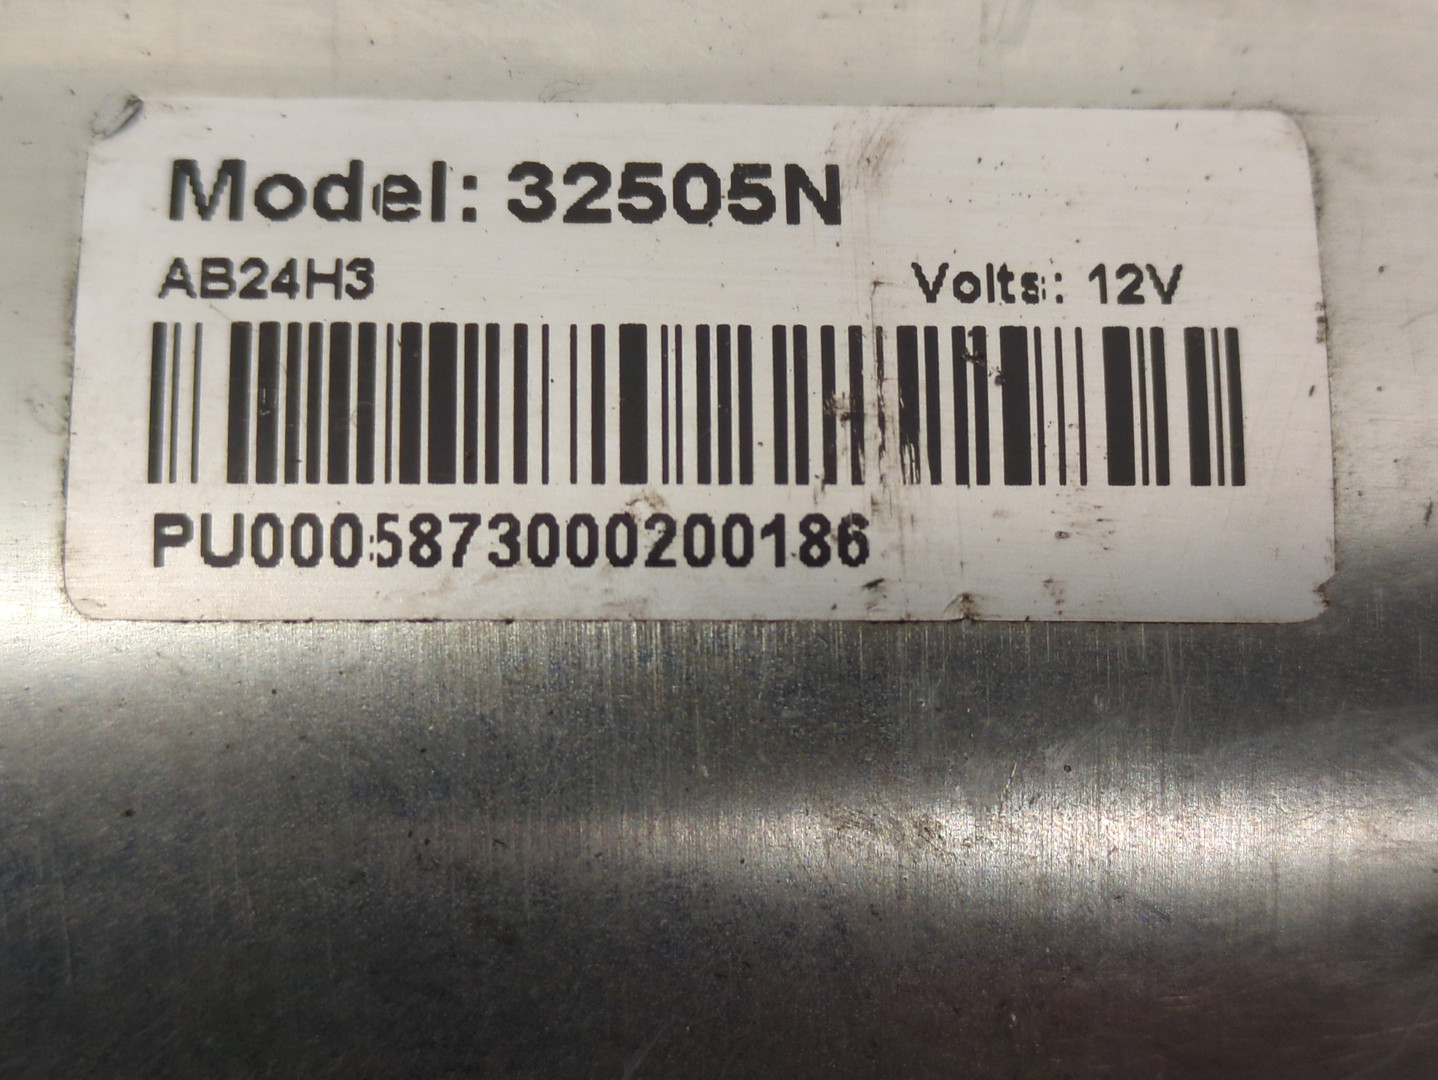 Model: 32505N
AB24H3
Volts: 12V
PU0005873000200186